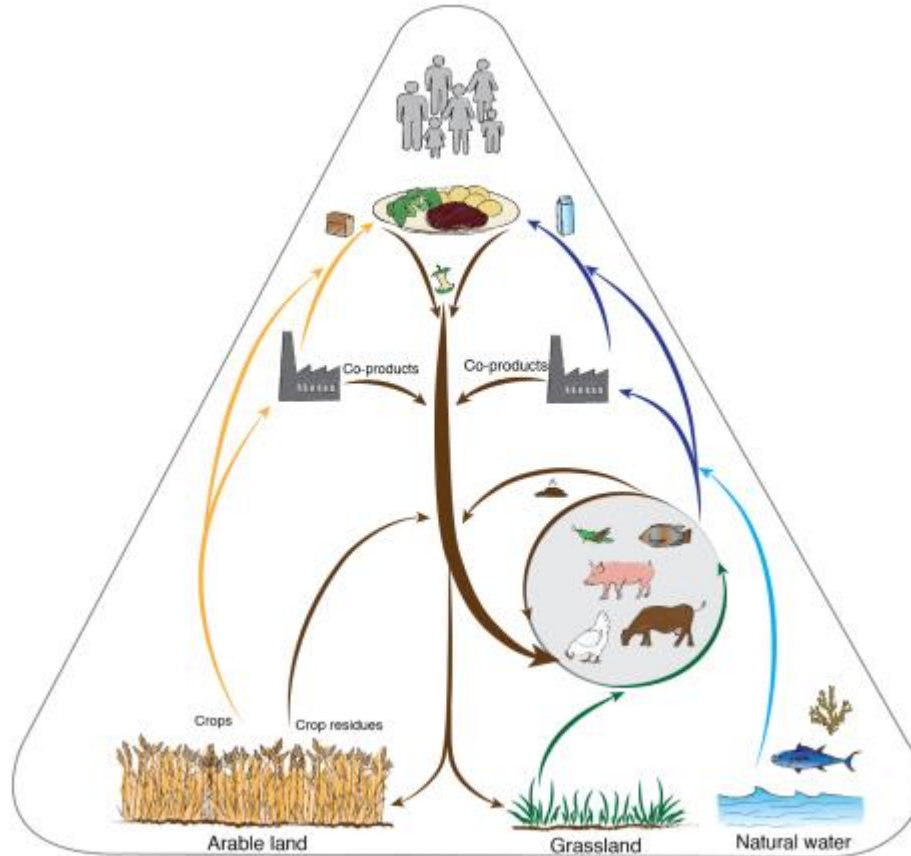 Co-products
Co-products
Crops
Crop residues
Arable land
Grassland
Natural water